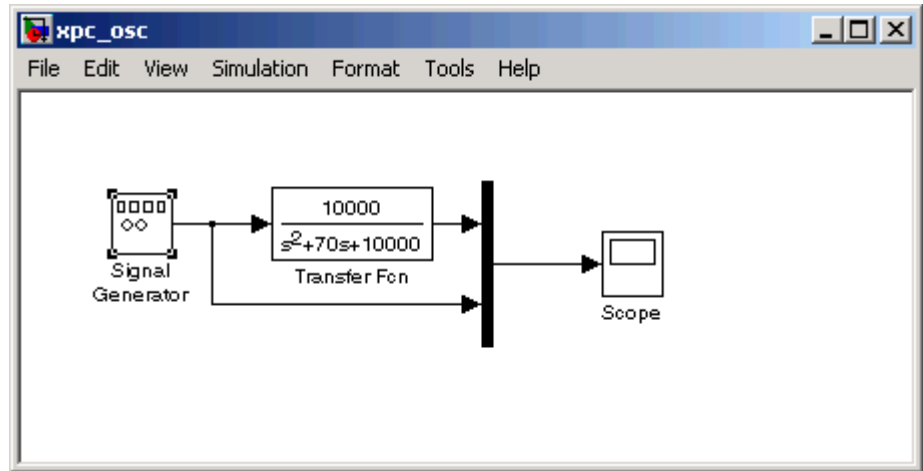 xpc_osc
File Edit View Simulation Format Tools Help
10000
s²+70s+10000
Transfer Fcn
Signal
Generator
Scope